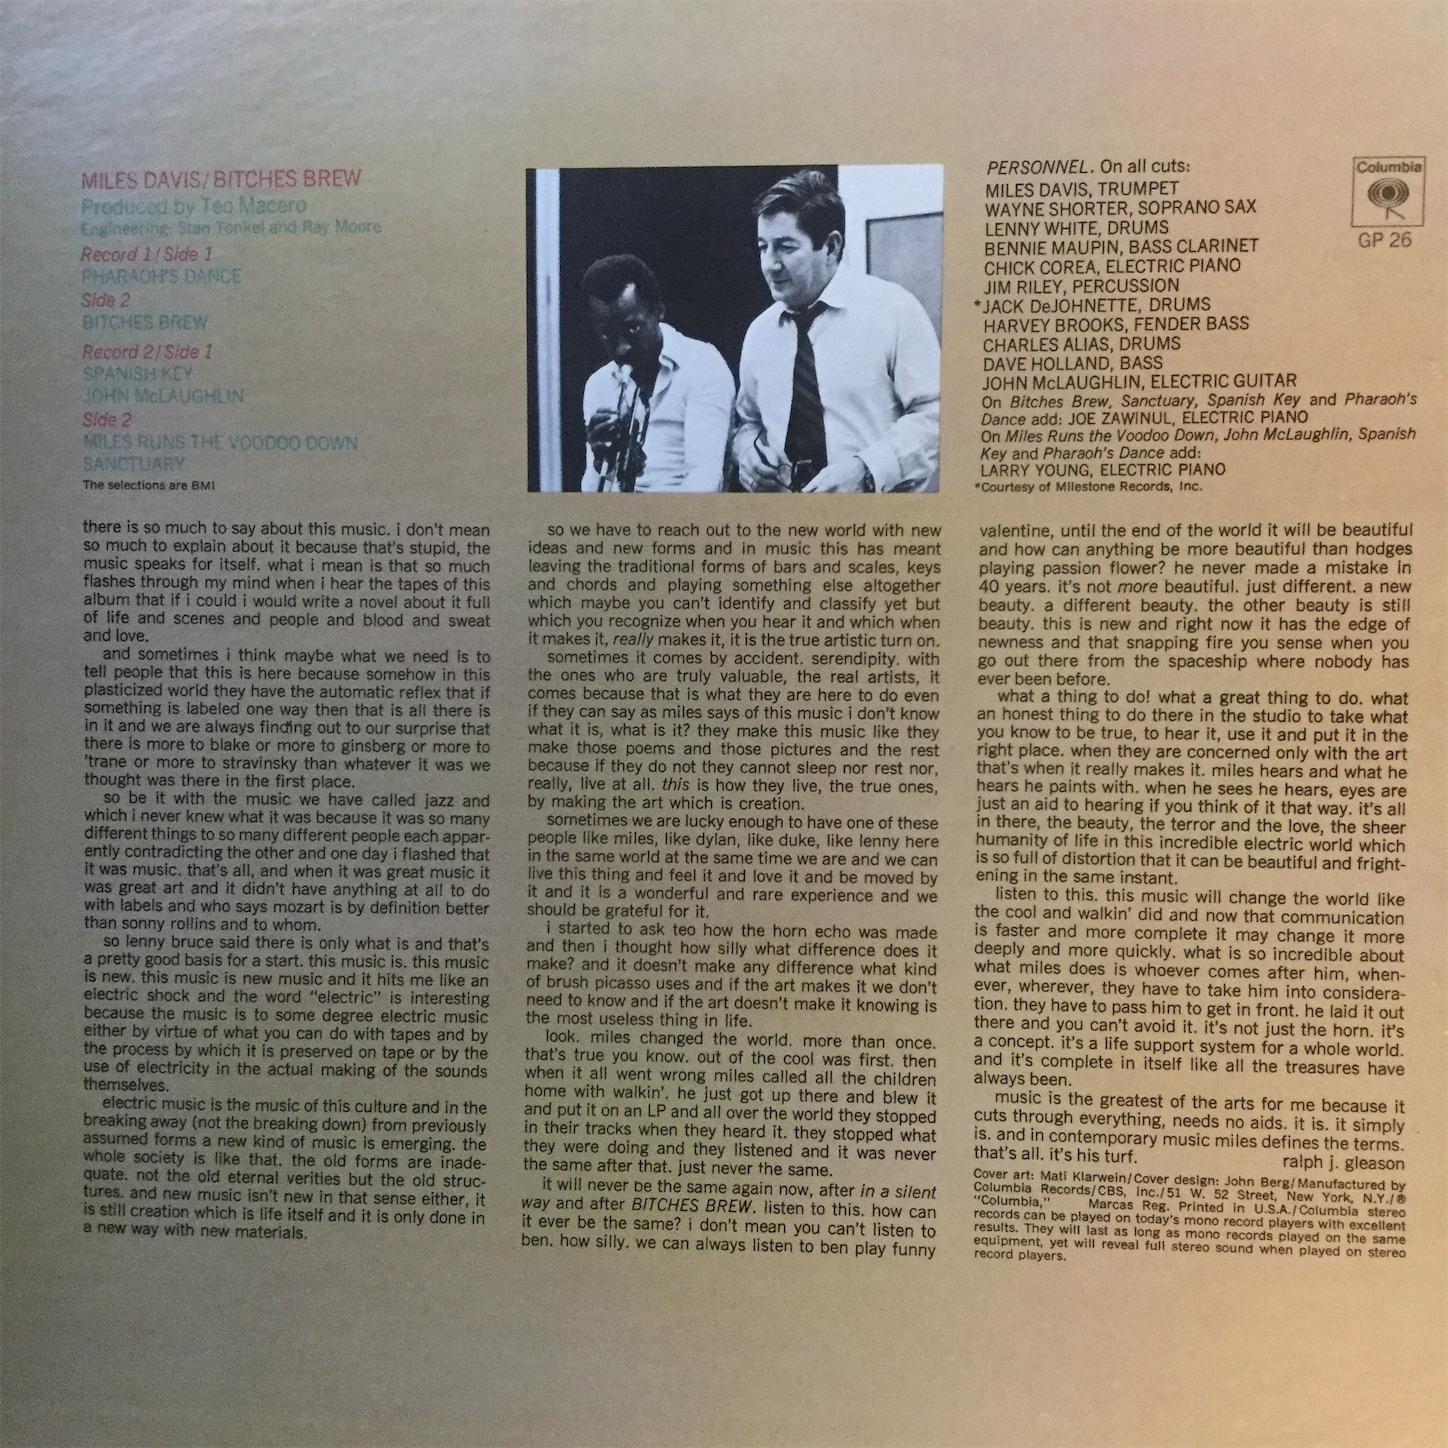 MILES DAVIS/BITCHES BREW
Produced by Teo Macero
Engineering: Stan Tonkel and Ray Moore
Record 1/Side 1
PHARAOH'S DANCE
Side 2
BITCHES BREW
Record 2/Side 1
SPANISH KEY
JOHN McLAUGHLIN
Side 2
MILES RUNS THE VOODOO DOWN
SANCTUARY
The selections are BMI
PERSONNEL. On all cuts:
MILES DAVIS, TRUMPET
WAYNE SHORTER, SOPRANO SAX
LENNY WHITE, DRUMS
BENNIE MAUPIN, BASS CLARINET
CHICK COREA, ELECTRIC PIANO
JIM RILEY, PERCUSSION
*JACK DeJOHNETTE, DRUMS
HARVEY BROOKS, FENDER BASS
CHARLES ALIAS, DRUMS
DAVE HOLLAND, BASS
JOHN McLAUGHLIN, ELECTRIC GUITAR
On Bitches Brew, Sanctuary, Spanish Key and Pharaoh's
Dance add: JOE ZAWINUL, ELECTRIC PIANO
On Miles Runs the Voodoo Down, John McLaughlin, Spanish
Key and Pharaoh's Dance add:
LARRY YOUNG, ELECTRIC PIANO
*Courtesy of Milestone Records, Inc.
Columbia
GP 26
there is so much to say about this music. i don't mean
so much to explain about it because that's stupid, the
music speaks for itself. what i mean is that so much
flashes through my mind when i hear the tapes of this
album that if i could i would write a novel about it full
of life and scenes and people and blood and sweat
and love.
and sometimes i think maybe what we need is to
tell people that this is here because somehow in this
plasticized world they have the automatic reflex that if
something is labeled one way then that is all there is
in it and we are always finding out to our surprise that
there is more to blake or more to ginsberg or more to
'trane or more to stravinsky than whatever it was we
thought was there in the first place.
so be it with the music we have called jazz and
which i never knew what it was because it was so many
different things to so many different people each appar-
ently contradicting the other and one day i flashed that
it was music. that's all, and when it was great music it
was great art and it didn't have anything at all to do
with labels and who says mozart is by definition better
than sonny rollins and to whom.
so lenny bruce said there is only what is and that's
a pretty good basis for a start. this music is. this music
is new. this music is new music and it hits me like an
electric shock and the word "electric" is interesting
because the music is to some degree electric music
either by virtue of what you can do with tapes and by
the process by which it is preserved on tape or by the
use of electricity in the actual making of the sounds
themselves.
electric music is the music of this culture and in the
breaking away (not the breaking down) from previously
assumed forms a new kind of music is emerging. the
whole society is like that. the old forms are inade-
quate. not the old eternal verities but the old struc-
tures. and new music isn't new in that sense either, it
is still creation which is life itself and it is only done in
a new way with new materials.
so we have to reach out to the new world with new
ideas and new forms and in music this has meant
leaving the traditional forms of bars and scales, keys
and chords and playing something else altogether
which maybe you can't identify and classify yet but
which you recognize when you hear it and which when
it makes it, really makes it, it is the true artistic turn on.
sometimes it comes by accident. serendipity. with
the ones who are truly valuable, the real artists, it
comes because that is what they are here to do even
if they can say as miles says of this music i don't know
what it is, what is it? they make this music like they
make those poems and those pictures and the rest
because if they do not they cannot sleep nor rest nor,
really, live at all. this is how they live, the true ones,
by making the art which is creation.
sometimes we are lucky enough to have one of these
people like miles, like dylan, like duke, like lenny here
in the same world at the same time we are and we can
live this thing and feel it and love it and be moved by
it and it is a wonderful and rare experience and we
should be grateful for it.
i started to ask teo how the horn echo was made
and then i thought how silly what difference does it
make? and it doesn't make any difference what kind
of brush picasso uses and if the art makes it we don't
need to know and if the art doesn't make it knowing is
the most useless thing in life.
look. miles changed the world. more than once.
that's true you know. out of the cool was first. then
when it all went wrong miles called all the children
home with walkin'. he just got up there and blew it
and put it on an LP and all over the world they stopped
in their tracks when they heard it. they stopped what
they were doing and they listened and it was never
the same after that. just never the same.
it will never be the same again now, after in a silent
way and after BITCHES BREW. listen to this. how can
it ever be the same? i don't mean you can't listen to
ben. how silly. we can always listen to ben play funny
valentine, until the end of the world it will be beautiful
and how can anything be more beautiful than hodges
playing passion flower? he never made a mistake in
40 years. it's not more beautiful. just different. a new
beauty. a different beauty. the other beauty is still
beauty. this is new and right now it has the edge of
newness and that snapping fire you sense when you
go out there from the spaceship where nobody has
ever been before.
what a thing to do! what a great thing to do. what
an honest thing to do there in the studio to take what
you know to be true, to hear it, use it and put it in the
right place. when they are concerned only with the art
that's when it really makes it. miles hears and what he
hears he paints with. when he sees he hears, eyes are
just an aid to hearing if you think of it that way. it's all
in there, the beauty, the terror and the love, the sheer
humanity of life in this incredible electric world which
is so full of distortion that it can be beautiful and fright-
ening in the same instant.
listen to this. this music will change the world like
the cool and walkin' did and now that communication
is faster and more complete it may change it more
deeply and more quickly. what is so incredible about
what miles does is whoever comes after him, when-
ever, wherever, they have to take him into considera-
tion. they have to pass him to get in front. he laid it out
there and you can't avoid it. it's not just the horn. it's
a concept. it's a life support system for a whole world.
and it's complete in itself like all the treasures have
always been.
music is the greatest of the arts for me because it
cuts through everything, needs no aids. it is. it simply
is. and in contemporary music miles defines the terms.
that's all. it's his turf. ralph j. gleason
Cover art: Mati Klarwein/Cover design: John Berg/Manufactured by
Columbia Records/CBS, Inc./51 W. 52 Street, New York, N.Y./®
"Columbia," Marcas Reg. Printed in U.S.A./Columbia stereo
records can be played on today's mono record players with excellent
results. They will last as long as mono records played on the same
equipment, yet will reveal full stereo sound when played on stereo
record players.